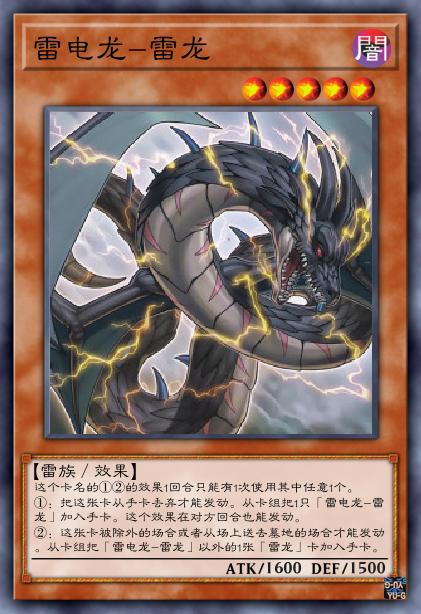 雷电龙－雷龙
闇
【雷族／效果】
这个卡名的①②的效果1回合只能有1次使用其中任意1个。
①：把这张卡从手卡丢弃才能发动。从卡组把1只「雷电龙－雷
龙」加入手卡。这个效果在对方回合也能发动。
②：这张卡被除外的场合或者从场上送去墓地的场合才能发动
。从卡组把「雷电龙－雷龙」以外的1张「雷龙」卡加入手卡。
ATK/1600 DEF/1500